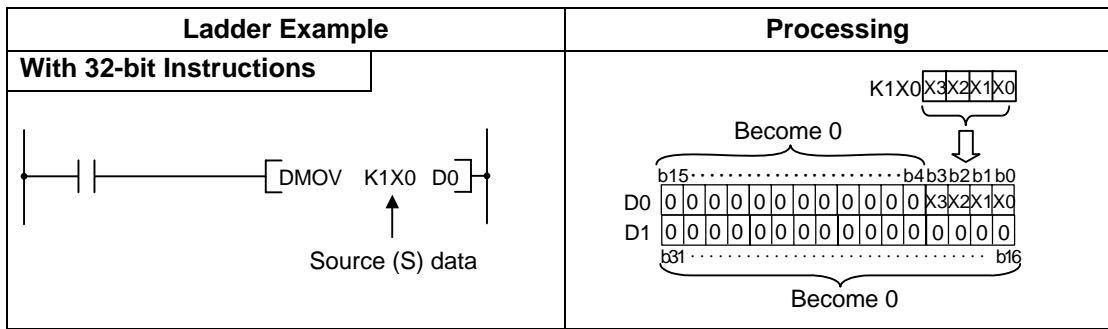 Ladder Example
Processing
With 32-bit Instructions
DMOV K1X0 D0
Source (S) data
K1X0 X3 X2 X1 X0
Become 0
b15 · · · · · · · · · · · · · · · · · · · · b4 b3 b2 b1 b0
D0 0 0 0 0 0 0 0 0 0 0 0 0 X3 X2 X1 X0
D1 0 0 0 0 0 0 0 0 0 0 0 0 0 0 0 0
b31 · · · · · · · · · · · · · · · · · · · · · · · · · · · · b16
Become 0